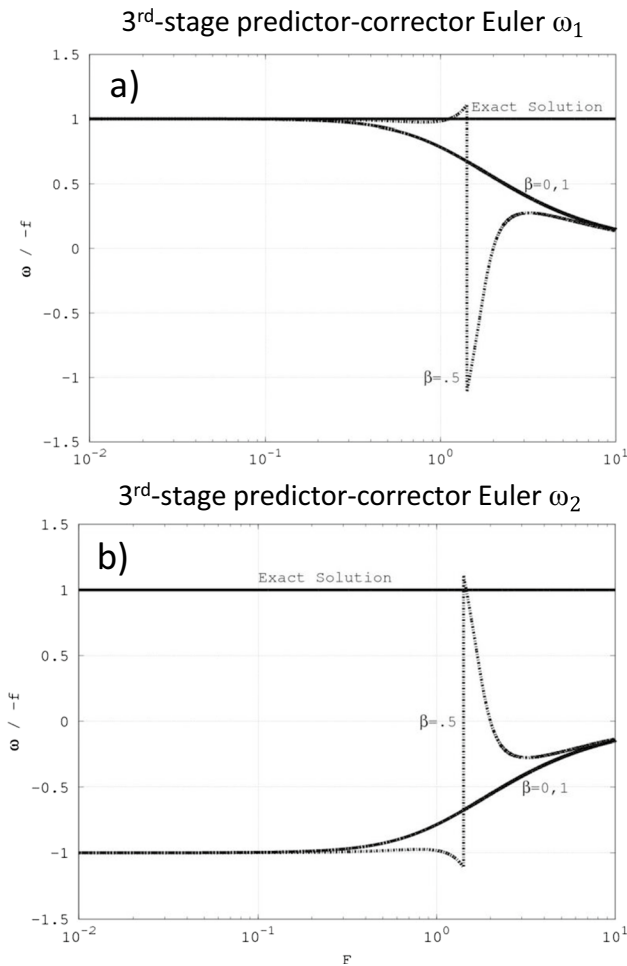 3rd-stage predictor-corrector Euler ω1
a)
1.5
Exact Solution
1
β=0,1
0.5
ω / -f
0
-0.5
β=.5
-1
-1.5
10-2
10-1
100
101
3rd-stage predictor-corrector Euler ω2
b)
1.5
Exact Solution
1
0.5
ω / -f
0
β=.5
-0.5
β=0,1
-1
-1.5
10-2
10-1
100
101
F